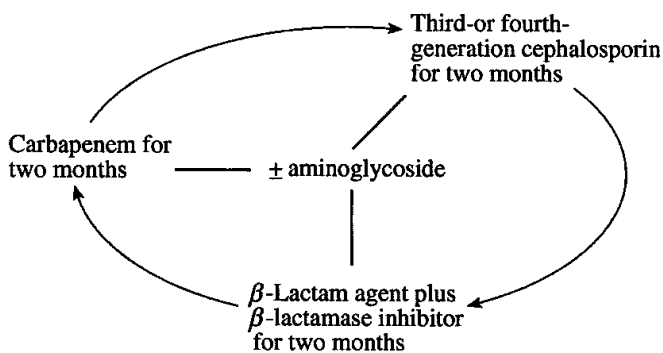 Third-or fourth-
generation cephalosporin
for two months
Carbapenem for
two months
± aminoglycoside
β-Lactam agent plus
β-lactamase inhibitor
for two months